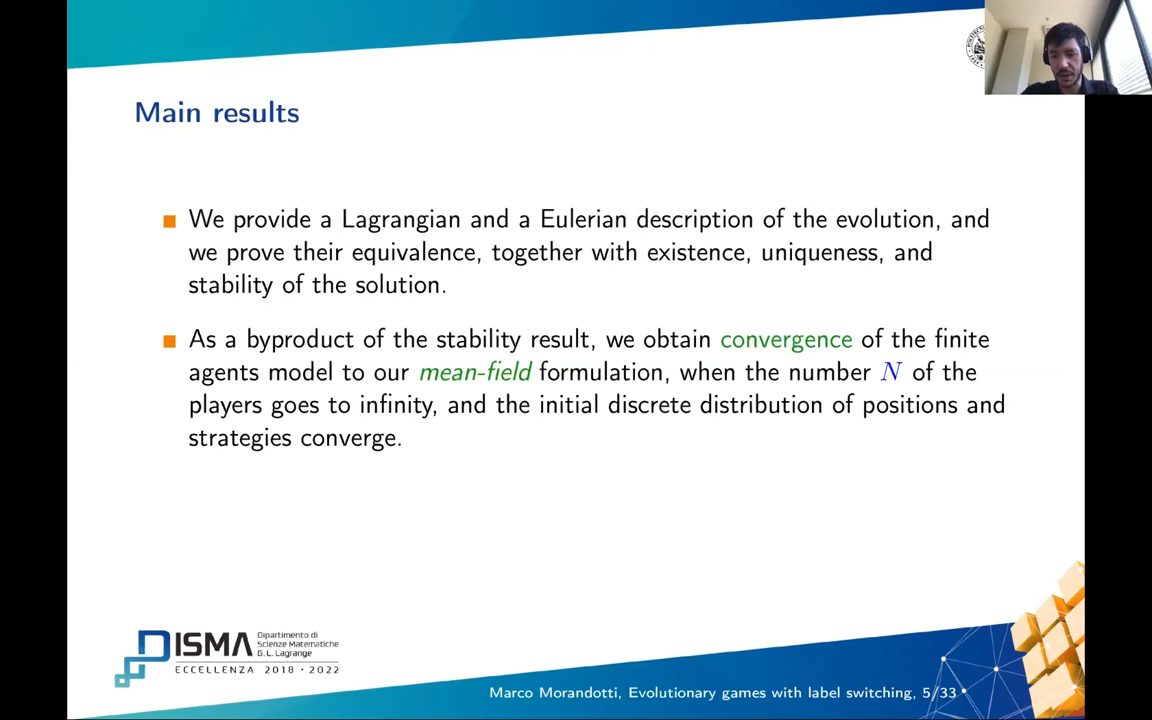 Main results
We provide a Lagrangian and a Eulerian description of the evolution, and
we prove their equivalence, together with existence, uniqueness, and
stability of the solution.
As a byproduct of the stability result, we obtain convergence of the finite
agents model to our mean-field formulation, when the number N of the
players goes to infinity, and the initial discrete distribution of positions and
strategies converge.
DISMA
Dipartimento di
Scienze Matematiche
G. L. Lagrange
ECCELLENZA 2018 · 2022
Marco Morandotti, Evolutionary games with label switching, 5/33